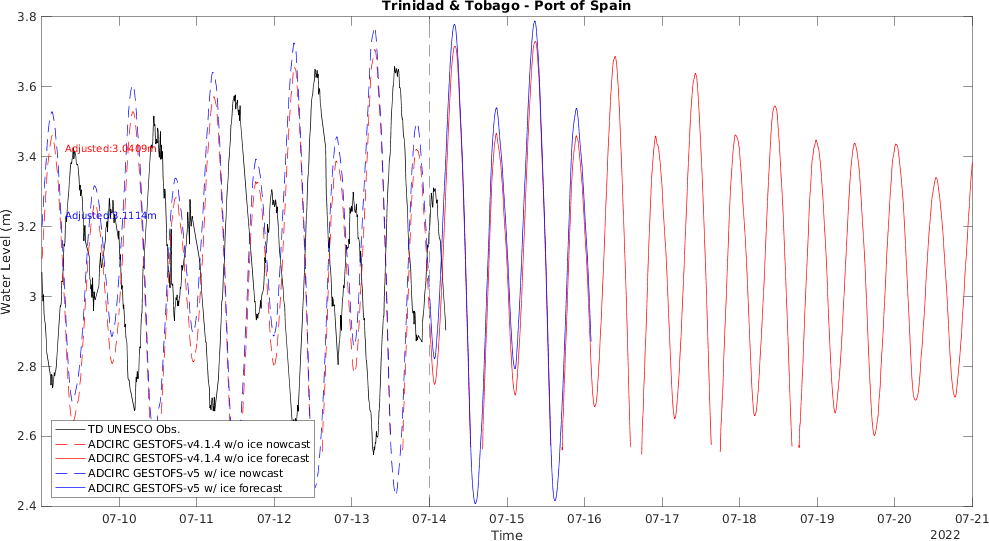 Trinidad & Tobago - Port of Spain
3.8
3.6
3.4
3.2
3
2.8
2.6
2.4
Water Level (m)
Adjusted:3.0409m
Adjusted:3.1114m
TD UNESCO Obs.
ADCIRC GESTOFS-v4.1.4 w/o ice nowcast
ADCIRC GESTOFS-v4.1.4 w/o ice forecast
ADCIRC GESTOFS-v5 w/ ice nowcast
ADCIRC GESTOFS-v5 w/ ice forecast
07-10 07-11 07-12 07-13 07-14 07-15 07-16 07-17 07-18 07-19 07-20 07-21
2022
Time